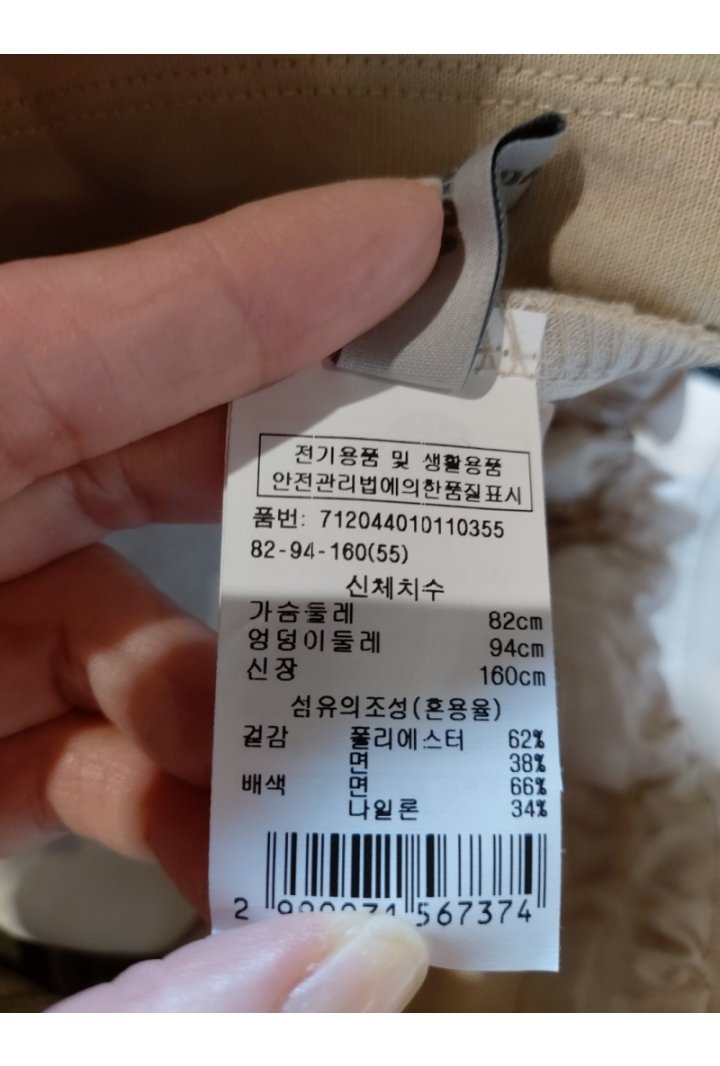 전기용품 및 생활용품
안전관리법에의한품질표시
품번: 712044010110355
82-94-160(55)
신체치수
가슴둘레 82cm
엉덩이둘레 94cm
신장 160cm
섬유의조성(혼용율)
겉감 폴리에스터 62%
면 38%
배색 면 66%
나일론 34%
2 567374